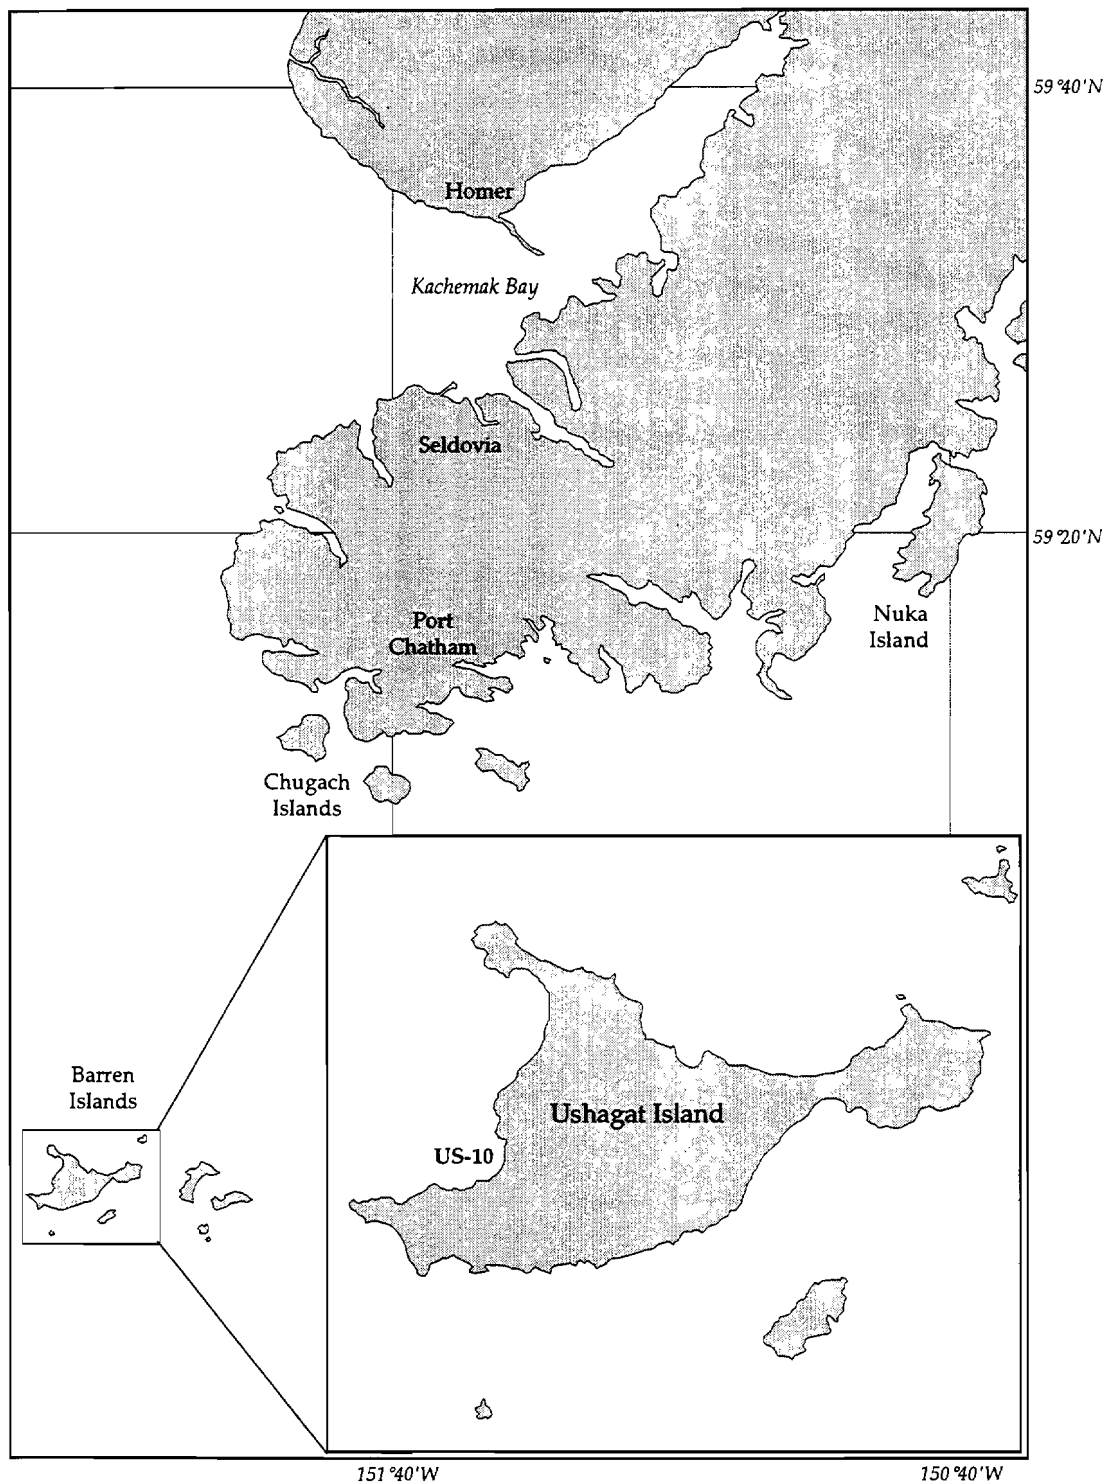 59°40'N
Homer
Kachemak Bay
Seldovia
59°20'N
Nuka
Island
Port
Chatham
Chugach
Islands
Barren
Islands
Ushagat Island
US-10
151°40'W
150°40'W